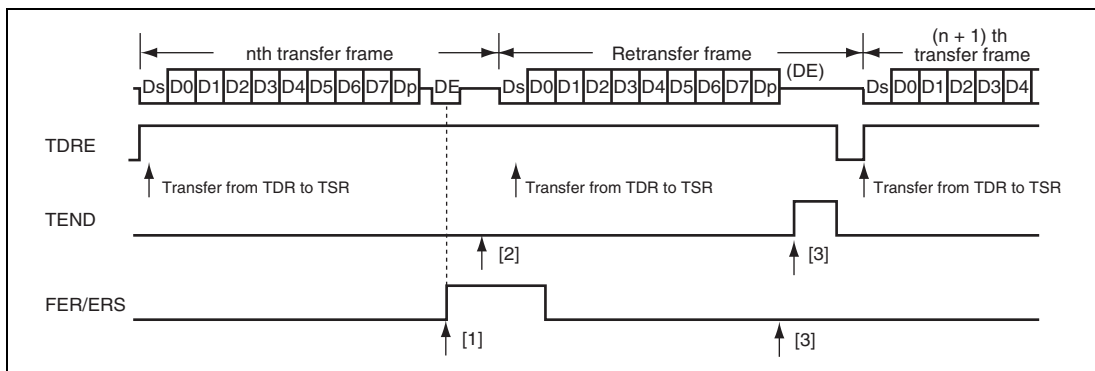 nth transfer frame
Retransfer frame
(n + 1) th
transfer frame
Ds D0 D1 D2 D3 D4 D5 D6 D7 Dp DE
Ds D0 D1 D2 D3 D4 D5 D6 D7 Dp
(DE)
Ds D0 D1 D2 D3 D4
TDRE
Transfer from TDR to TSR
Transfer from TDR to TSR
Transfer from TDR to TSR
TEND
[2]
[3]
FER/ERS
[1]
[3]